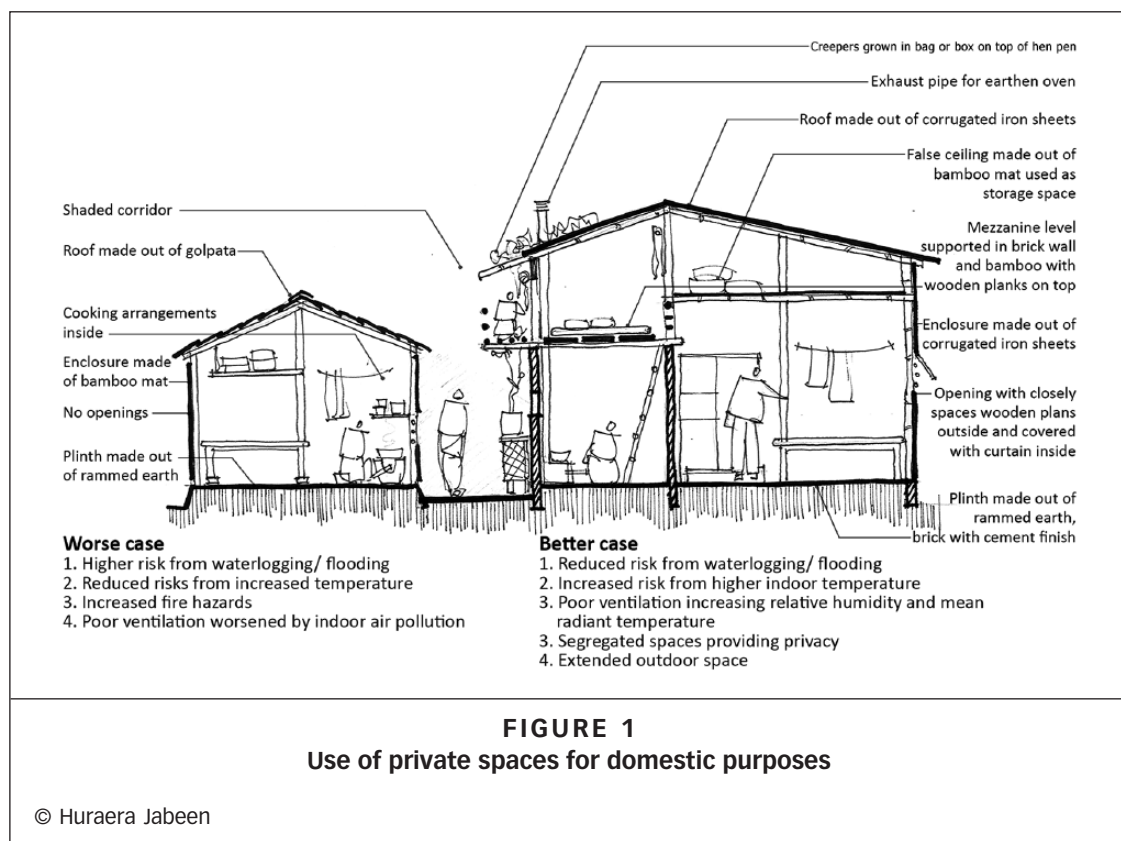 Creepers grown in bag or box on top of hen pen
Exhaust pipe for earthen oven
Roof made out of corrugated iron sheets
False ceiling made out of
bamboo mat used as
storage space
Mezzanine level
supported in brick wall
and bamboo with
wooden planks on top
Enclosure made out of
corrugated iron sheets
Opening with closely
spaces wooden plans
outside and covered
with curtain inside
Plinth made out of
rammed earth,
brick with cement finish
Shaded corridor
Roof made out of golpata
Cooking arrangements
inside
Enclosure made
of bamboo mat
No openings
Plinth made out
of rammed earth
Worse case
1. Higher risk from waterlogging/ flooding
2. Reduced risks from increased temperature
3. Increased fire hazards
4. Poor ventilation worsened by indoor air pollution
Better case
1. Reduced risk from waterlogging/ flooding
2. Increased risk from higher indoor temperature
3. Poor ventilation increasing relative humidity and mean
radiant temperature
3. Segregated spaces providing privacy
4. Extended outdoor space
FIGURE 1
Use of private spaces for domestic purposes
© Huraera Jabeen